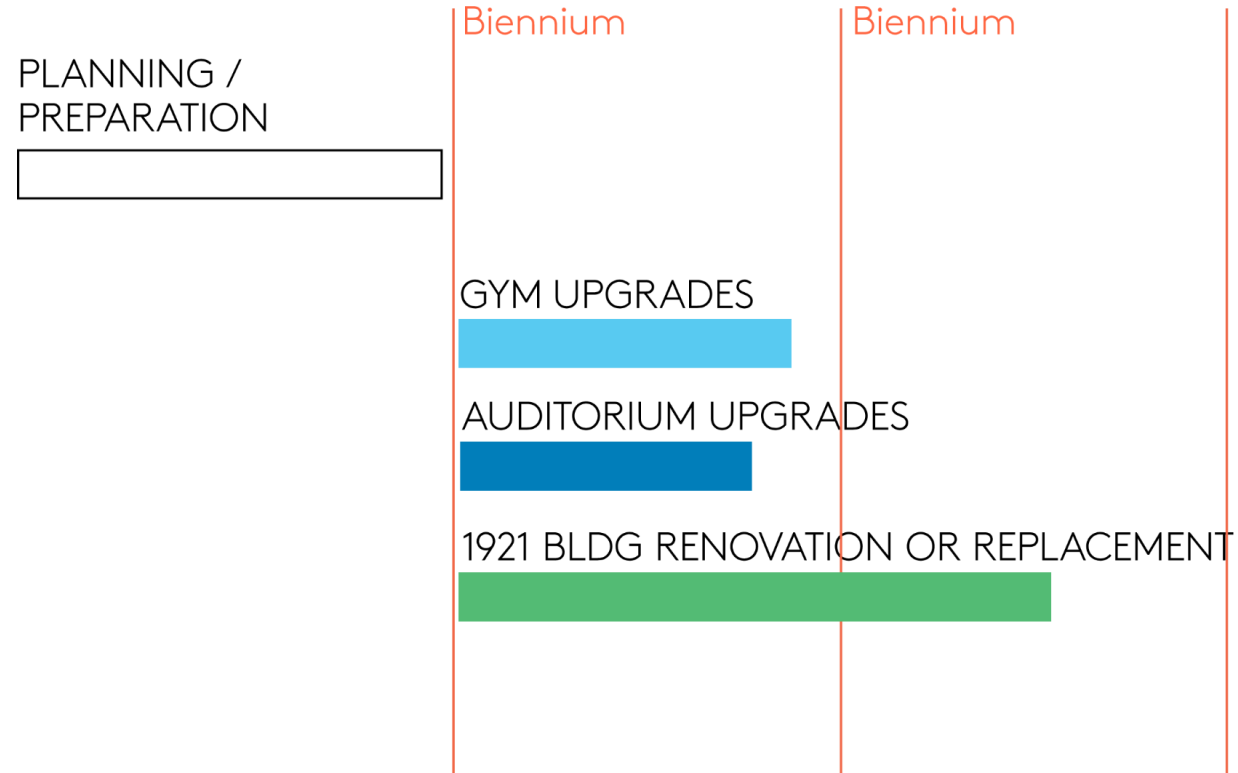 Biennium
Biennium
PLANNING /
PREPARATION
GYM UPGRADES
AUDITORIUM UPGRADES
1921 BLDG RENOVATION OR REPLACEMENT